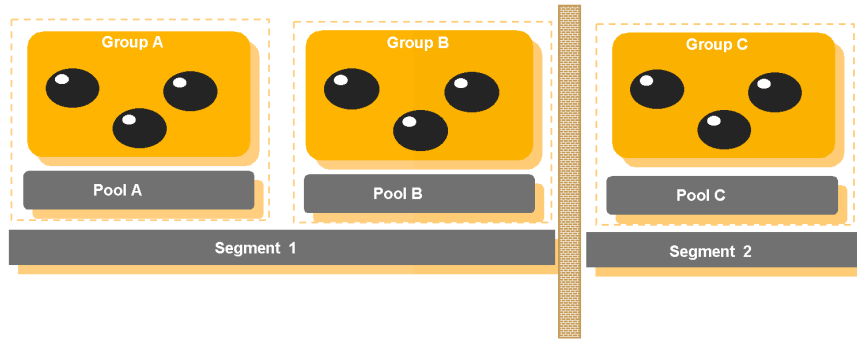 Group A
Group B
Group C
Pool A
Pool B
Pool C
Segment 1
Segment 2